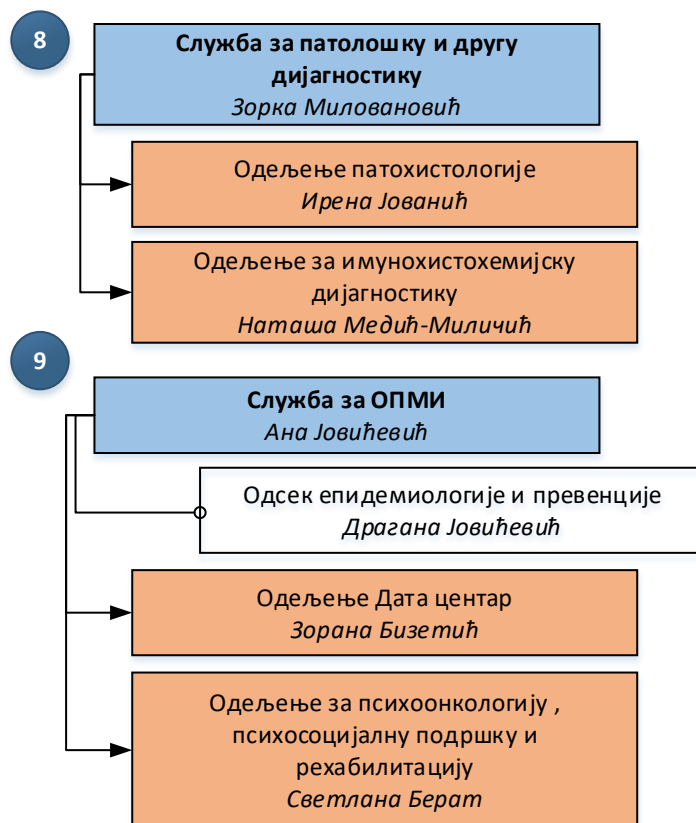 8
Служба за патолошку и другу
дијагностику
Зорка Миловановић
Одељење патохистологије
Ирена Јованић
Одељење за имунохистохемијску
дијагностику
Наташа Медић-Миличић
9
Служба за ОПМИ
Ана Јовићевић
Одсек епидемиологије и превенције
Драгана Јовићевић
Одељење Дата центар
Зорана Бизетић
Одељење за психоонкологију ,
психосоцијалну подршку и
рехабилитацију
Светлана Берат